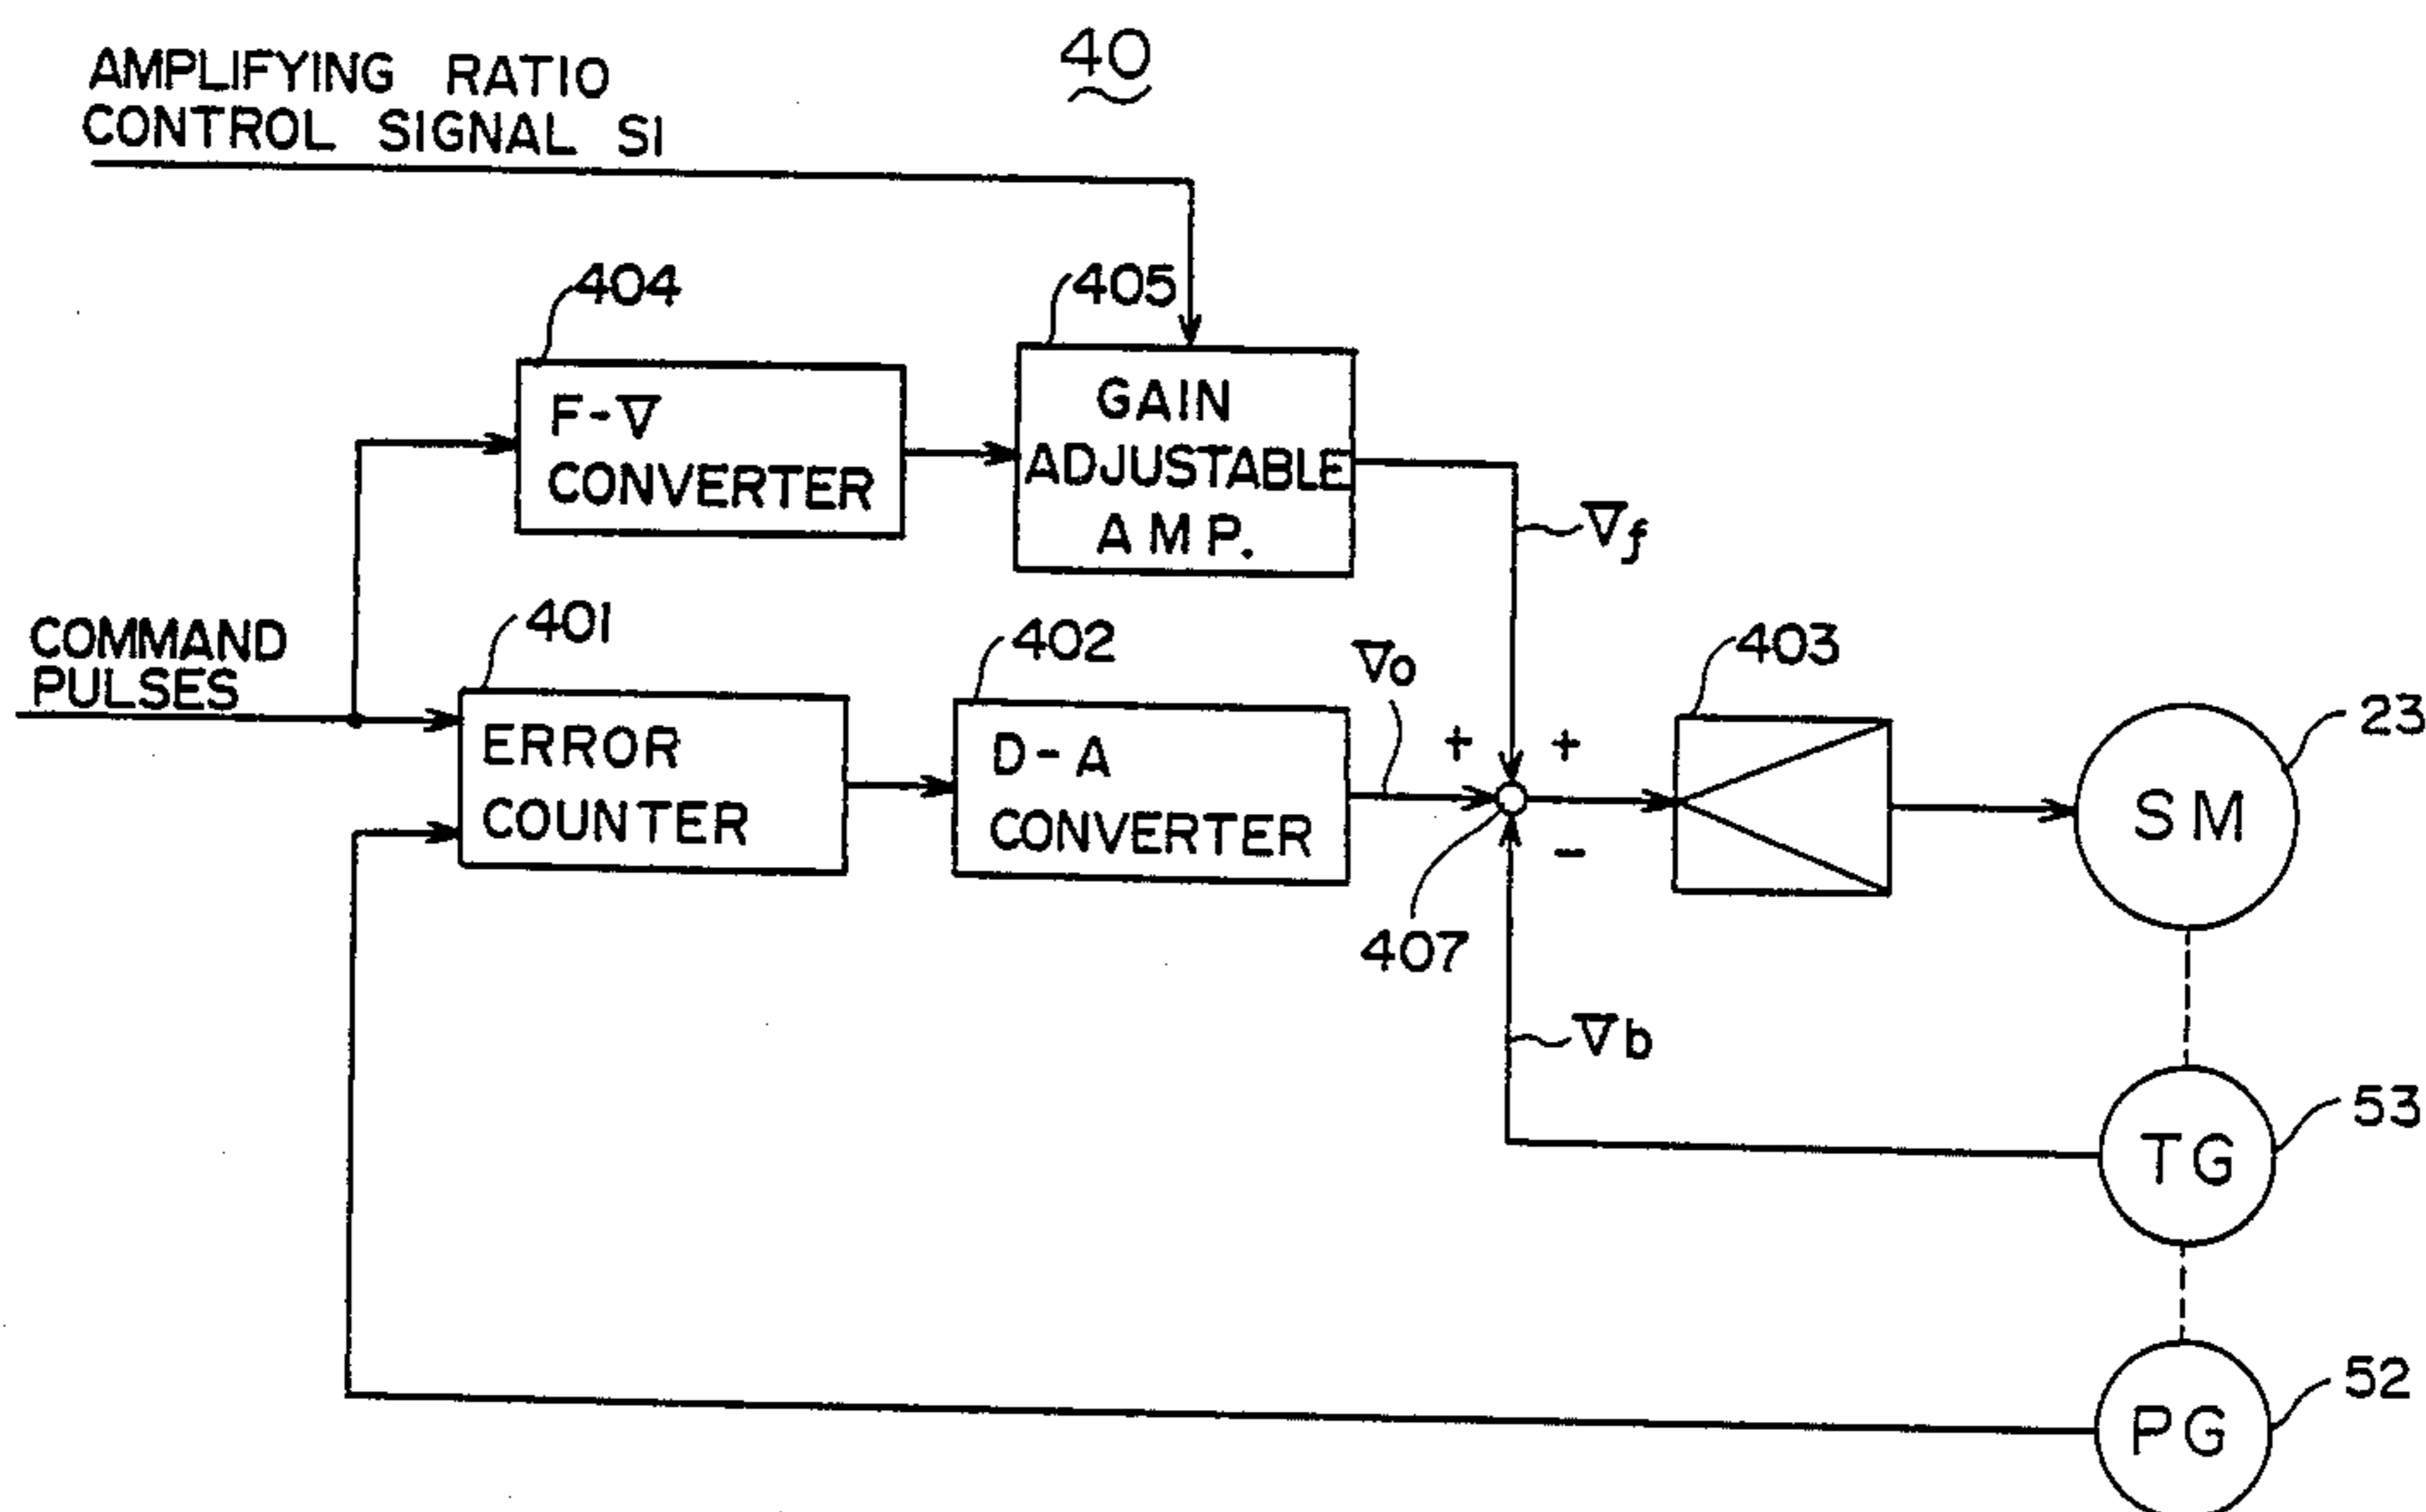 40
AMPLIFYING RATIO
CONTROL SIGNAL S1
404
405
F-V
CONVERTER
GAIN
ADJUSTABLE
AMP.
Vf
COMMAND
PULSES
401
402
Vo
403
23
ERROR
COUNTER
D-A
CONVERTER
+
+
-
SM
407
Vb
53
TG
52
PG